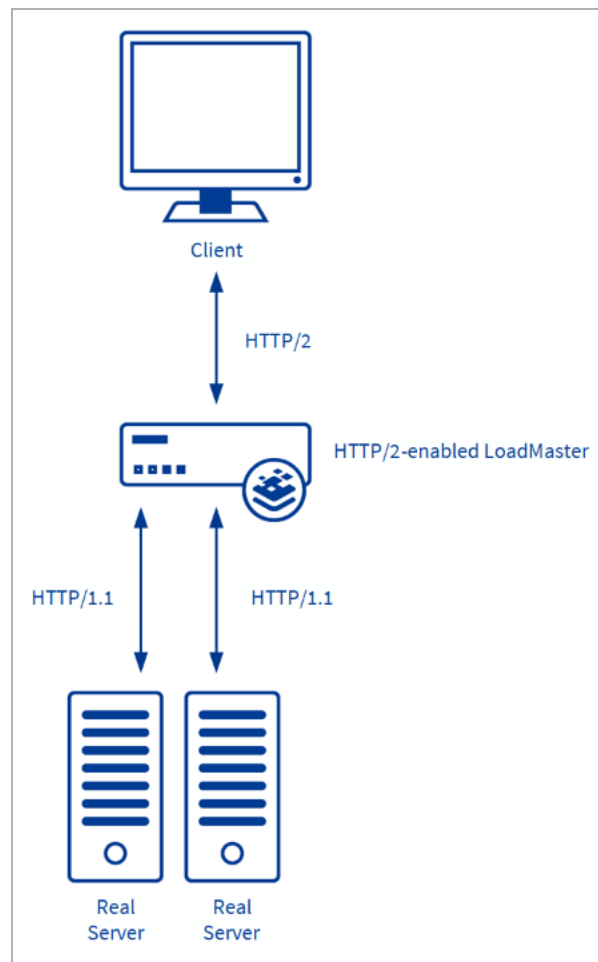 Client
HTTP/2
HTTP/2-enabled LoadMaster
HTTP/1.1
HTTP/1.1
Real
Server
Real
Server